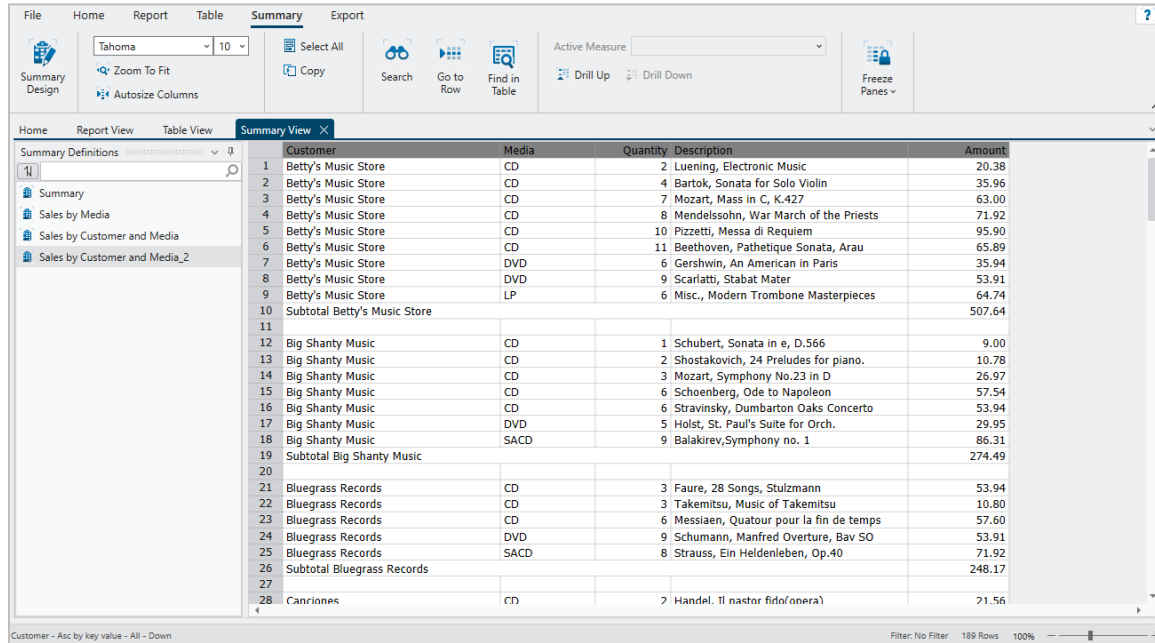 File Home Report Table Summary Export ?
Tahoma 10 Select All Active Measure
Zoom To Fit Copy Drill Up Drill Down
Autosize Columns
Summary Design
Search
Go to Row
Find in Table
Freeze Panes
Home Report View Table View Summary View
Summary Definitions
Summary
Sales by Media
Sales by Customer and Media
Sales by Customer and Media_2
Customer Media Quantity Description Amount
1 Betty's Music Store CD 2 Luening, Electronic Music 20.38
2 Betty's Music Store CD 4 Bartok, Sonata for Solo Violin 35.96
3 Betty's Music Store CD 7 Mozart, Mass in C, K.427 63.00
4 Betty's Music Store CD 8 Mendelssohn, War March of the Priests 71.92
5 Betty's Music Store CD 10 Pizzetti, Messa di Requiem 95.90
6 Betty's Music Store CD 11 Beethoven, Pathetique Sonata, Arau 65.89
7 Betty's Music Store DVD 6 Gershwin, An American in Paris 35.94
8 Betty's Music Store DVD 9 Scarlatti, Stabat Mater 53.91
9 Betty's Music Store LP 6 Misc., Modern Trombone Masterpieces 64.74
10 Subtotal Betty's Music Store 507.64
11
12 Big Shanty Music CD 1 Schubert, Sonata in e, D.566 9.00
13 Big Shanty Music CD 2 Shostakovich, 24 Preludes for piano. 10.78
14 Big Shanty Music CD 3 Mozart, Symphony No.23 in D 26.97
15 Big Shanty Music CD 6 Schoenberg, Ode to Napoleon 57.54
16 Big Shanty Music CD 6 Stravinsky, Dumbarton Oaks Concerto 53.94
17 Big Shanty Music DVD 5 Holst, St. Paul's Suite for Orch. 29.95
18 Big Shanty Music SACD 9 Balakirev,Symphony no. 1 86.31
19 Subtotal Big Shanty Music 274.49
20
21 Bluegrass Records CD 3 Faure, 28 Songs, Stulzmann 53.94
22 Bluegrass Records CD 3 Takemitsu, Music of Takemitsu 10.80
23 Bluegrass Records CD 6 Messiaen, Quatour pour la fin de temps 57.60
24 Bluegrass Records DVD 9 Schumann, Manfred Overture, Bav SO 53.91
25 Bluegrass Records SACD 8 Strauss, Ein Heldenleben, Op.40 71.92
26 Subtotal Bluegrass Records 248.17
27
28 Canciones CD 2 Handel, Il pastor fido(opera) 21.56
Customer - Asc by key value - All - Down Filter: No Filter 189 Rows 100%